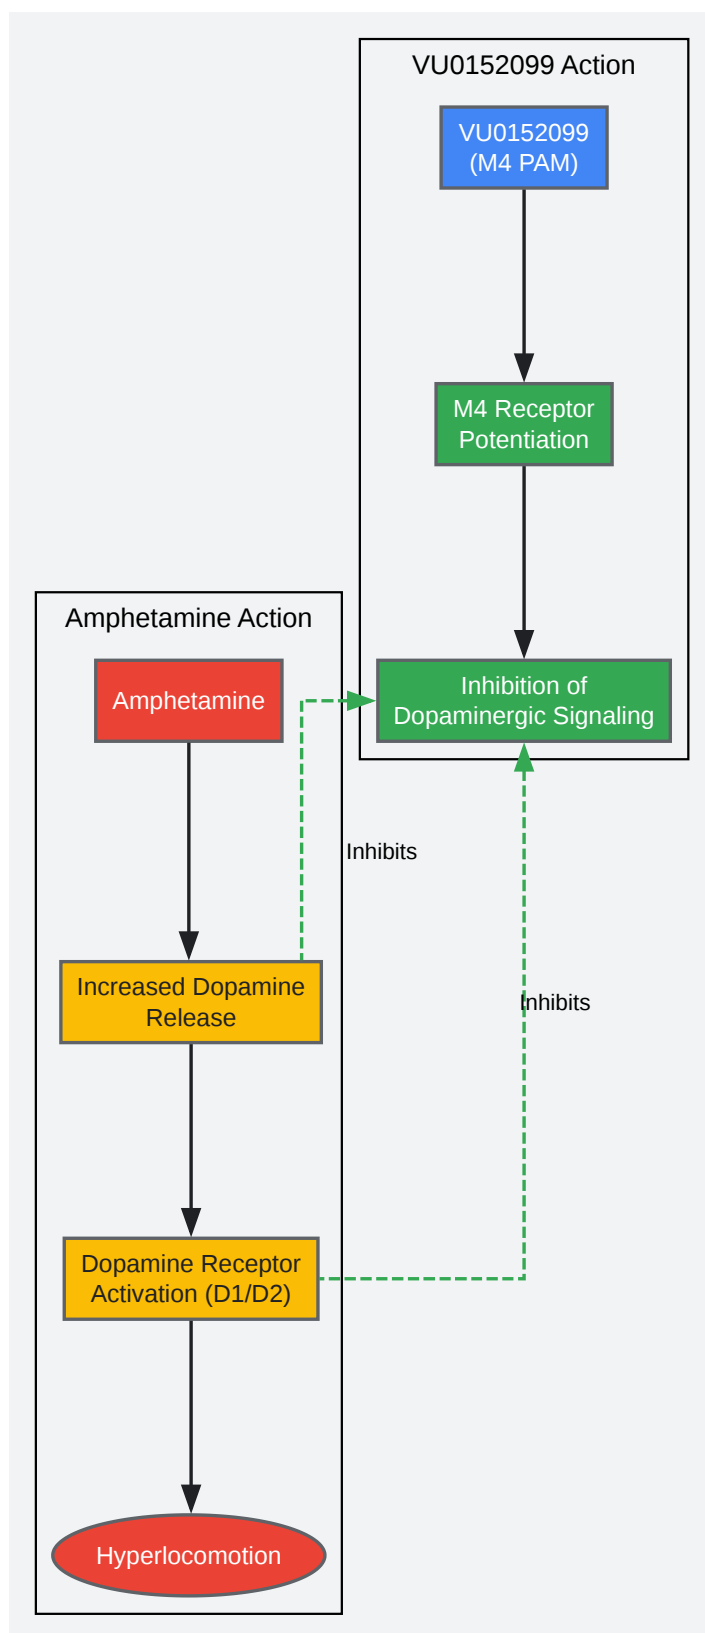 VU0152099 Action
VU0152099
(M4 PAM)
M4 Receptor
Potentiation
Inhibition of
Dopaminergic Signaling
Amphetamine Action
Amphetamine
Inhibits
Increased Dopamine
Release
Inhibits
Dopamine Receptor
Activation (D1/D2)
Hyperlocomotion